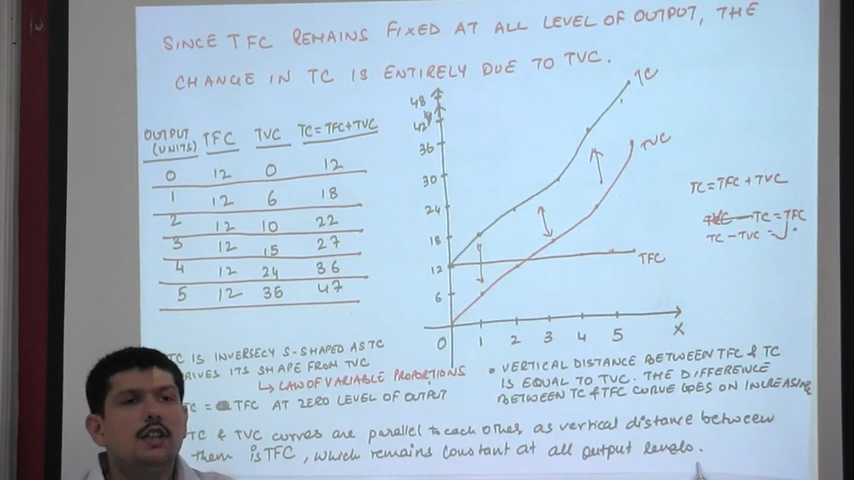 SINCE TFC REMAINS FIXED AT ALL LEVEL OF OUTPUT, THE
CHANGE IN TC IS ENTIRELY DUE TO TVC.
OUTPUT (UNITS) TFC TVC TC=TFC+TVC
0 12 0 12
1 12 6 18
2 12 10 22
3 12 15 27
4 12 24 36
5 12 35 47
48
Y
42
36
30
24
18
12
6
0 1 2 3 4 5 X
TC
TVC
TFC
TC=TFC+TVC
TC=TFC
TC-TVC=
TC IS INVERSELY S-SHAPED AS TC
SHAPE FROM TVC
↳ LAW OF VARIABLE PROPORTIONS
TC = TFC AT ZERO LEVEL OF OUTPUT
• VERTICAL DISTANCE BETWEEN TFC & TC
IS EQUAL TO TVC. THE DIFFERENCE
BETWEEN TC & TFC CURVE GOES ON INCREASING
TC & TVC curves are parallel to each other as vertical distance between
them is TFC, which remains constant at all output levels.